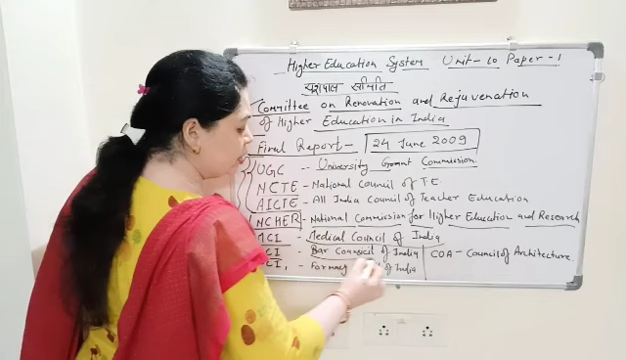 Higher Education System Unit-10 Paper-1
यशपाल समिति
Committee on Renovation and Rejuvenation
of Higher Education in India
Final Report- 24 June 2009
UGC - University Grant Commission
NCTE - National Council of TE
AICTE - All India Council of Teacher Education
NCHER - National Commission for Higher Education and Research
MCI - Medical Council of India
CI - Bar Council of India COA - Council of Architecture
CI, - of India